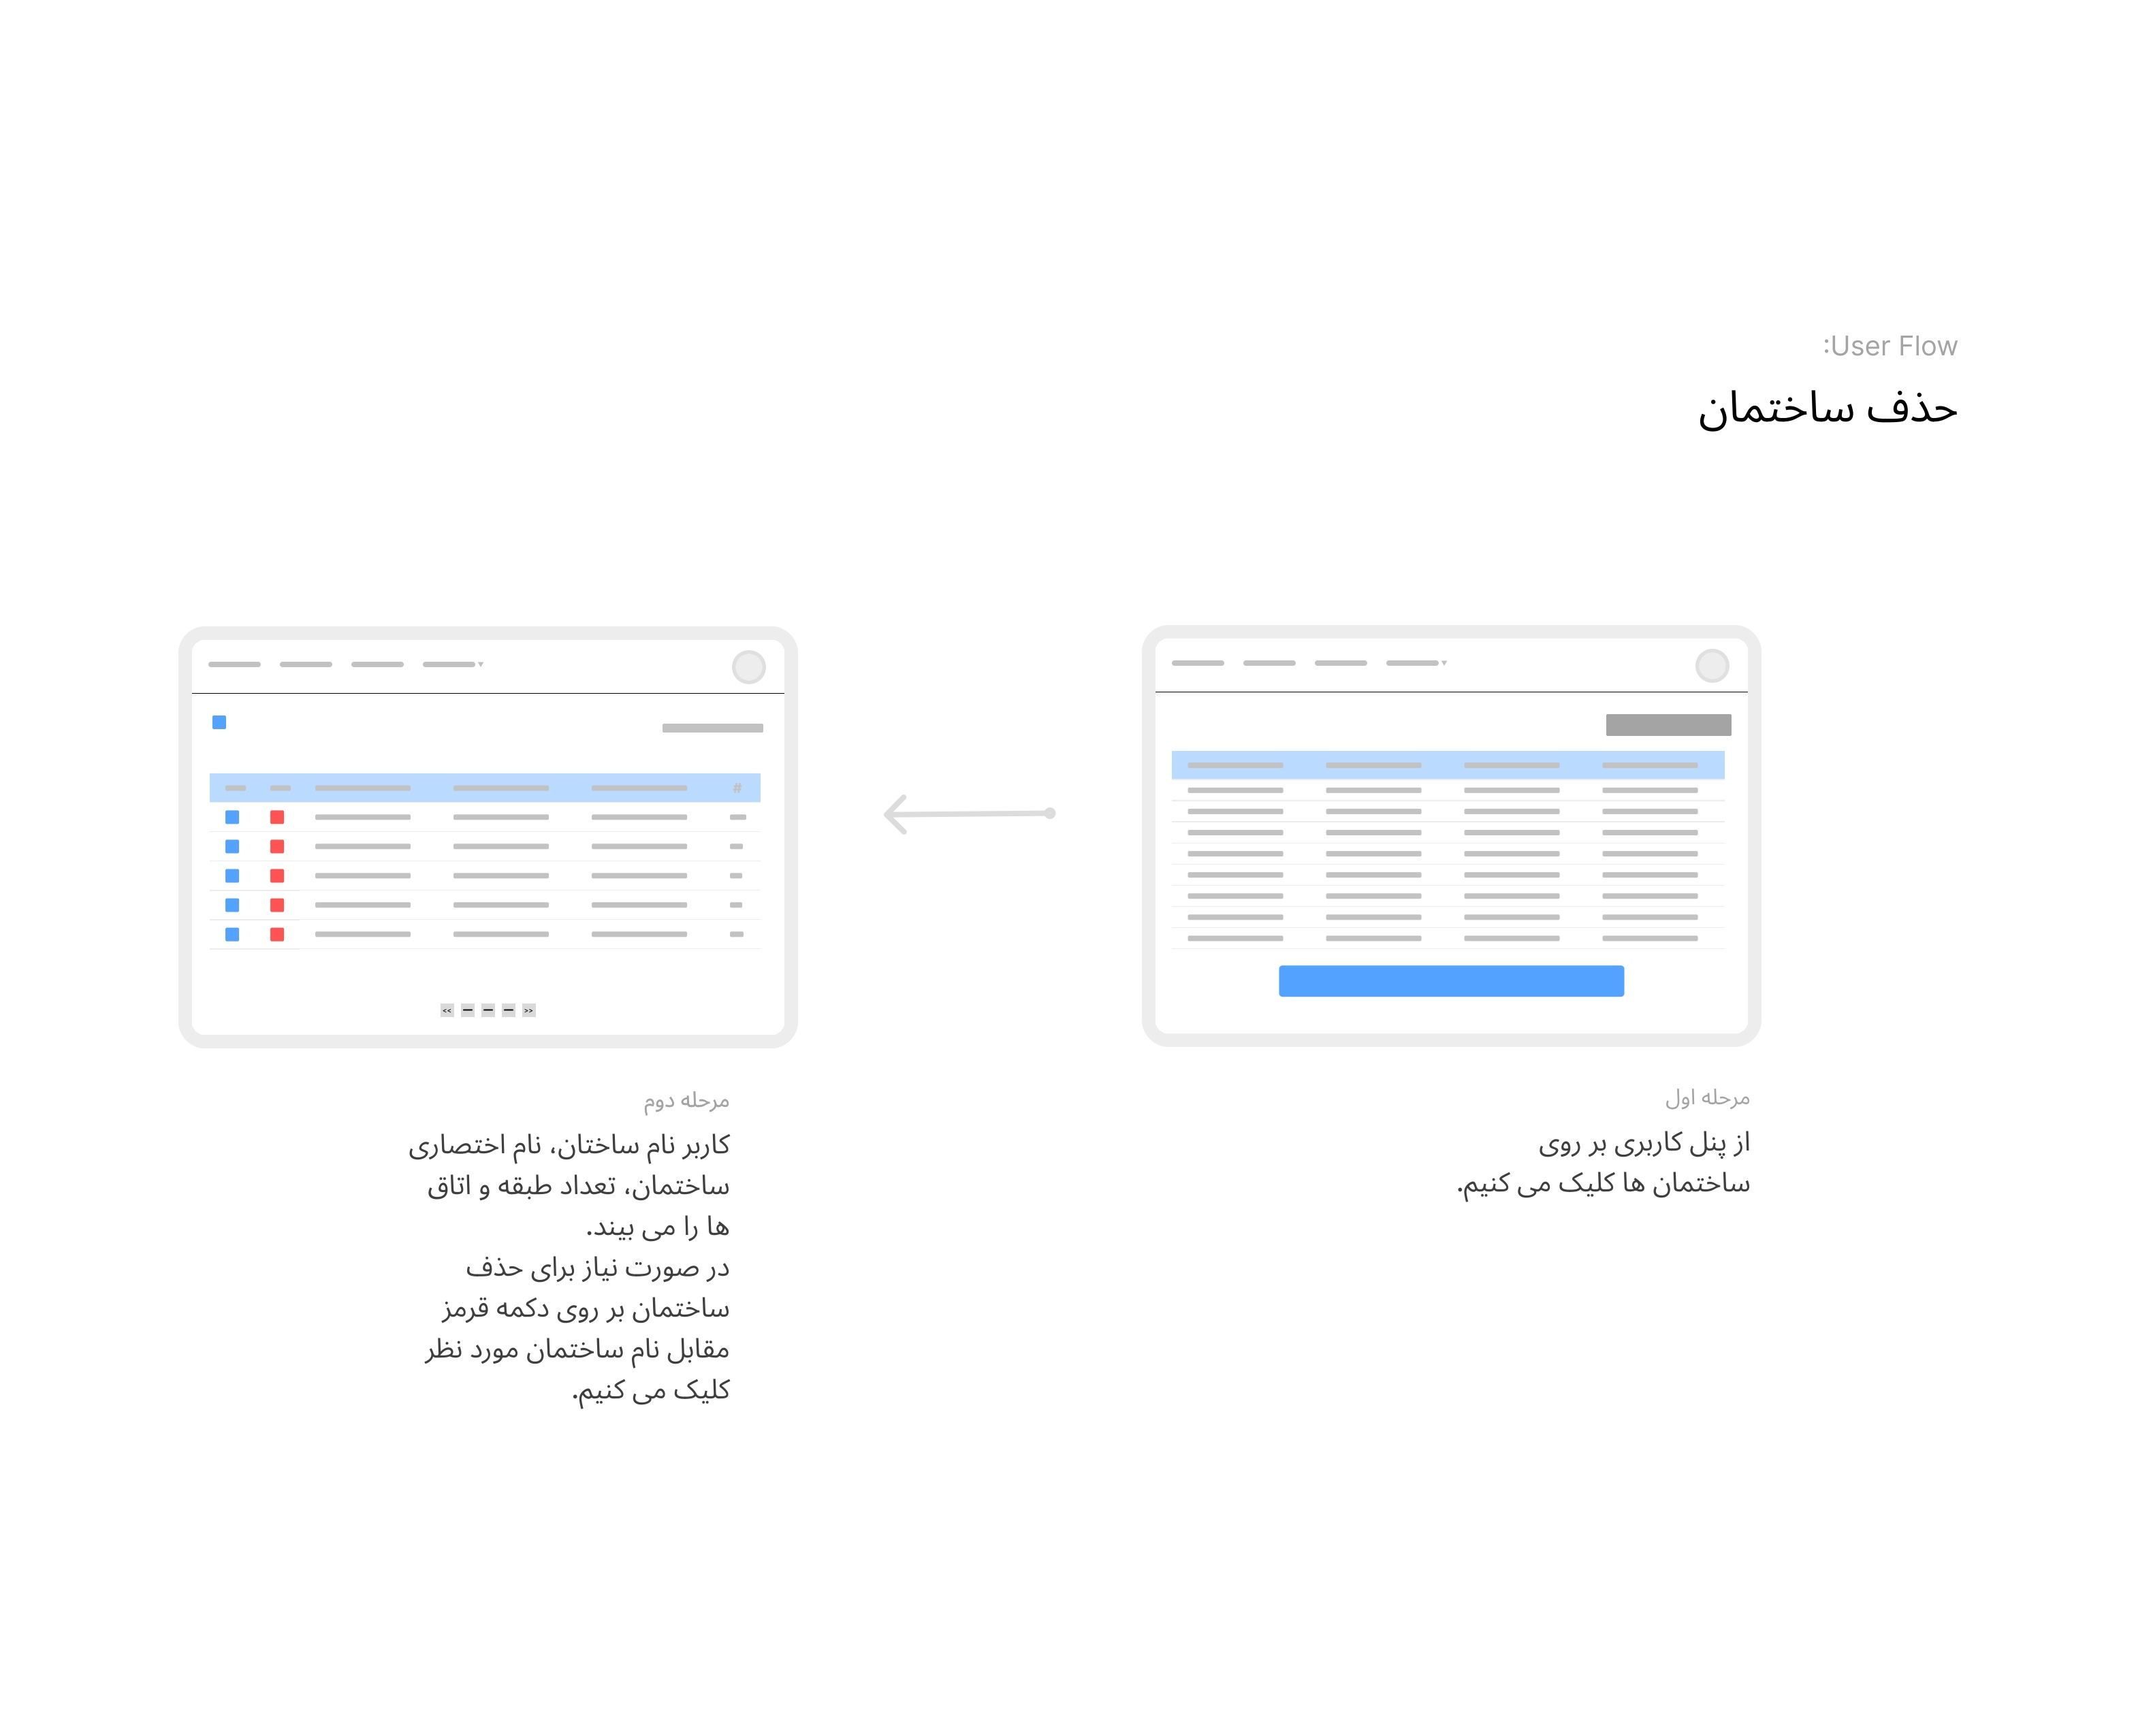 User Flow:
حذف ساختمان
#
<<
>>
مرحله اول
از پنل کاربری بر روی
ساختمان ها کلیک می کنیم.
مرحله دوم
کاربر نام ساختان، نام اختصاری
ساختمان، تعداد طبقه و اتاق
ها را می بیند.
در صورت نیاز برای حذف
ساختمان بر روی دکمه قرمز
مقابل نام ساختمان مورد نظر
کلیک می کنیم.